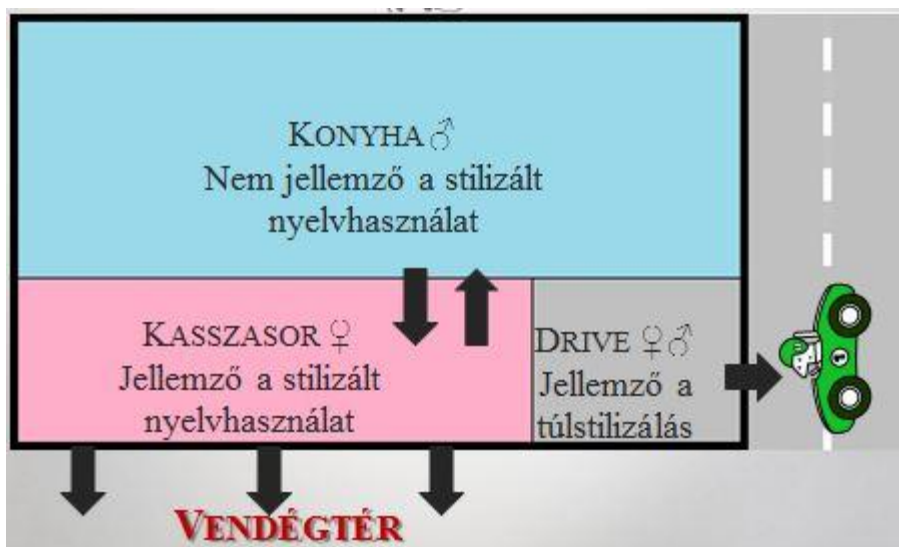 KONYHA ♂
Nem jellemző a stilizált
nyelvhasználat
KASSZASOR ♀
Jellemző a stilizált
nyelvhasználat
DRIVE ♀♂
Jellemző a
túlstilizálás
VENDÉGTÉR